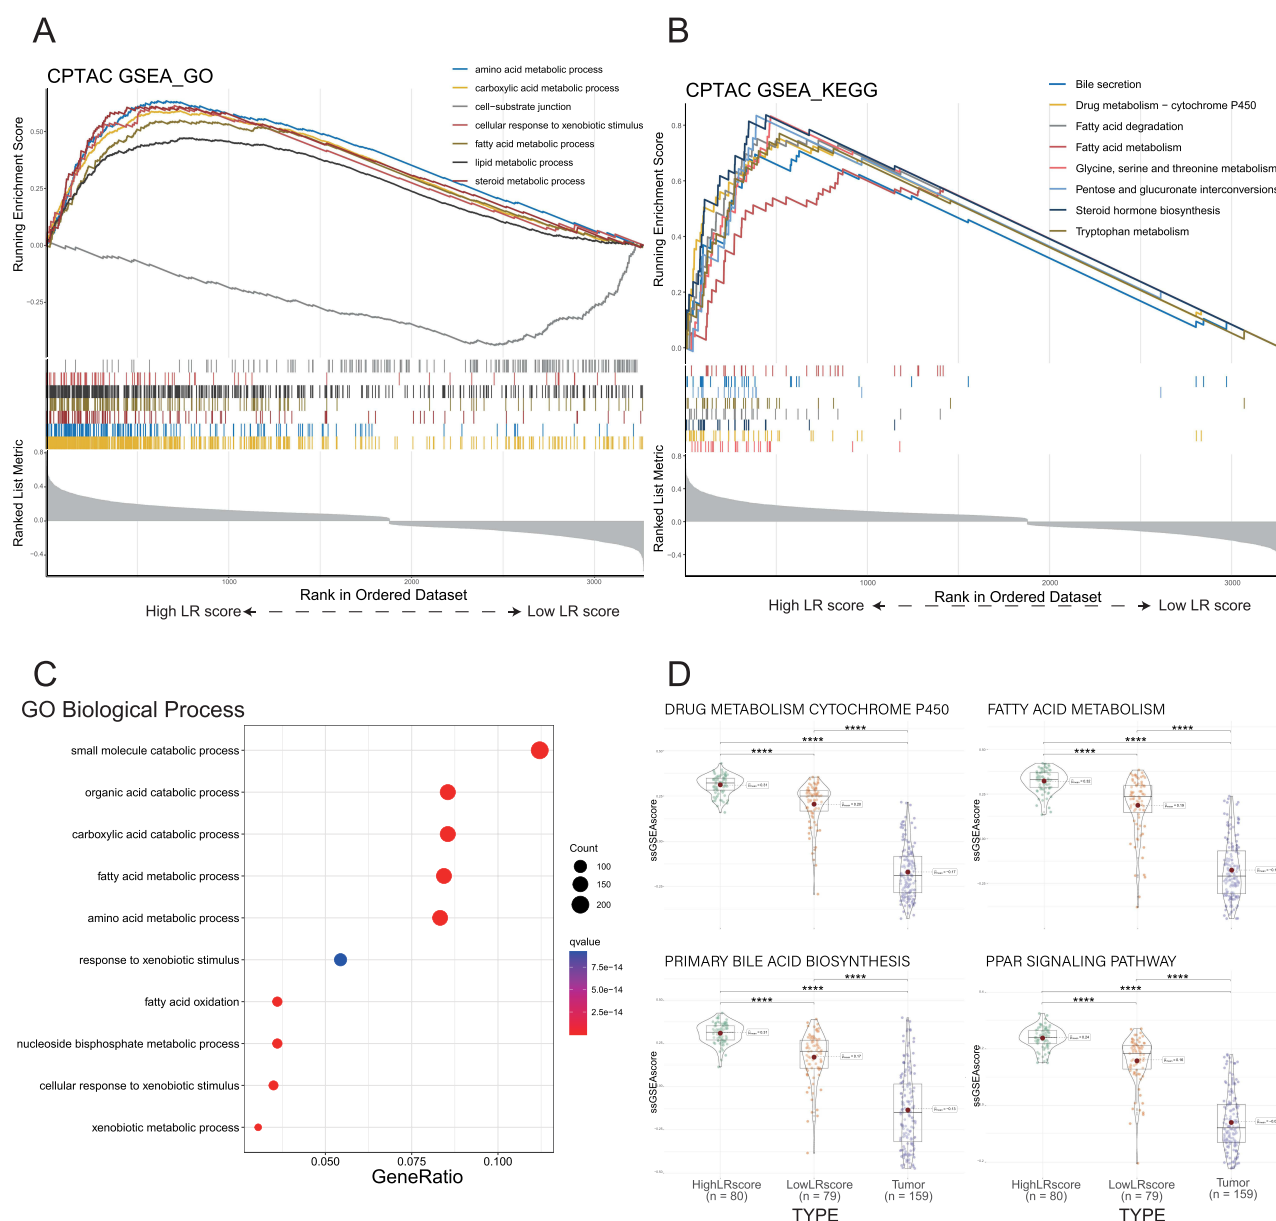 A
CPTAC GSEA_GO
amino acid metabolic process
carboxylic acid metabolic process
cell−substrate junction
cellular response to xenobiotic stimulus
fatty acid metabolic process
lipid metabolic process
steroid metabolic process
Running Enrichment Score
0.50
0.25
0.00
−0.25
Ranked List Metric
0.8
0.4
0.0
−0.4
1000
2000
3000
Rank in Ordered Dataset
High LR score
Low LR score
B
CPTAC GSEA_KEGG
Bile secretion
Drug metabolism − cytochrome P450
Fatty acid degradation
Fatty acid metabolism
Glycine, serine and threonine metabolism
Pentose and glucuronate interconversions
Steroid hormone biosynthesis
Tryptophan metabolism
Running Enrichment Score
0.8
0.6
0.4
0.2
0.0
Ranked List Metric
0.8
0.4
0.0
−0.4
1000
2000
3000
Rank in Ordered Dataset
High LR score
Low LR score
C
GO Biological Process
small molecule catabolic process
organic acid catabolic process
carboxylic acid catabolic process
fatty acid metabolic process
amino acid metabolic process
response to xenobiotic stimulus
fatty acid oxidation
nucleoside bisphosphate metabolic process
cellular response to xenobiotic stimulus
xenobiotic metabolic process
0.050
0.075
0.100
GeneRatio
Count
100
150
200
qvalue
7.5e−14
5.0e−14
2.5e−14
D
DRUG METABOLISM CYTOCHROME P450
****
****
****
ssGSEAscore
FATTY ACID METABOLISM
****
****
****
ssGSEAscore
PRIMARY BILE ACID BIOSYNTHESIS
****
****
****
ssGSEAscore
HighLRscore
(n = 80)
LowLRscore
(n = 79)
Tumor
(n = 159)
TYPE
PPAR SIGNALING PATHWAY
****
****
****
ssGSEAscore
HighLRscore
(n = 80)
LowLRscore
(n = 79)
Tumor
(n = 159)
TYPE